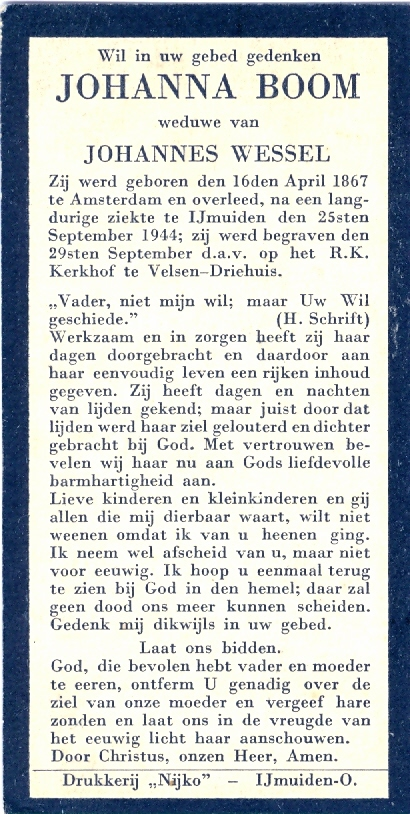 Wil in uw gebed gedenken
JOHANNA BOOM
weduwe van
JOHANNES WESSEL
Zij werd geboren den 16den April 1867
te Amsterdam en overleed, na een lang-
durige ziekte te IJmuiden den 25sten
September 1944; zij werd begraven den
29sten September d.a.v. op het R.K.
Kerkhof te Velsen–Driehuis.
„Vader, niet mijn wil; maar Uw Wil
geschiede.” (H. Schrift)
Werkzaam en in zorgen heeft zij haar
dagen doorgebracht en daardoor aan
haar eenvoudig leven een rijken inhoud
gegeven. Zij heeft dagen en nachten
van lijden gekend; maar juist door dat
lijden werd haar ziel gelouterd en dichter
gebracht bij God. Met vertrouwen be-
velen wij haar nu aan Gods liefdevolle
barmhartigheid aan.
Lieve kinderen en kleinkinderen en gij
allen die mij dierbaar waart, wilt niet
weenen omdat ik van u heenen ging.
Ik neem wel afscheid van u, maar niet
voor eeuwig. Ik hoop u eenmaal terug
te zien bij God in den hemel; daar zal
geen dood ons meer kunnen scheiden.
Gedenk mij dikwijls in uw gebed.
Laat ons bidden.
God, die bevolen hebt vader en moeder
te eeren, ontferm U genadig over de
ziel van onze moeder en vergeef hare
zonden en laat ons in de vreugde van
het eeuwig licht haar aanschouwen.
Door Christus, onzen Heer, Amen.
Drukkerij „Nijko” – IJmuiden-O.